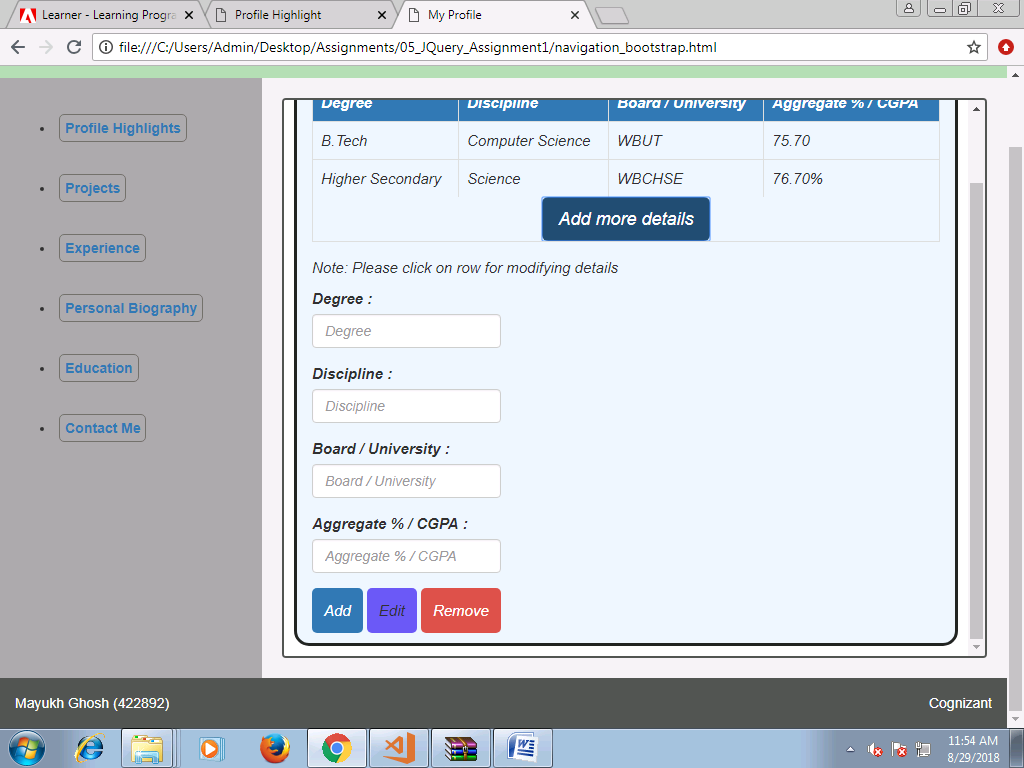 Learner - Learning Progra
Profile Highlight
My Profile
file:///C:/Users/Admin/Desktop/Assignments/05_JQuery_Assignment1/navigation_bootstrap.html
Profile Highlights
Projects
Experience
Personal Biography
Education
Contact Me
Degree Discipline Board / University Aggregate % / CGPA
B.Tech Computer Science WBUT 75.70
Higher Secondary Science WBCHSE 76.70%
Add more details
Note: Please click on row for modifying details
Degree :
Degree
Discipline :
Discipline
Board / University :
Board / University
Aggregate % / CGPA :
Aggregate % / CGPA
Add Edit Remove
Mayukh Ghosh (422892) Cognizant
11:54 AM
8/29/2018